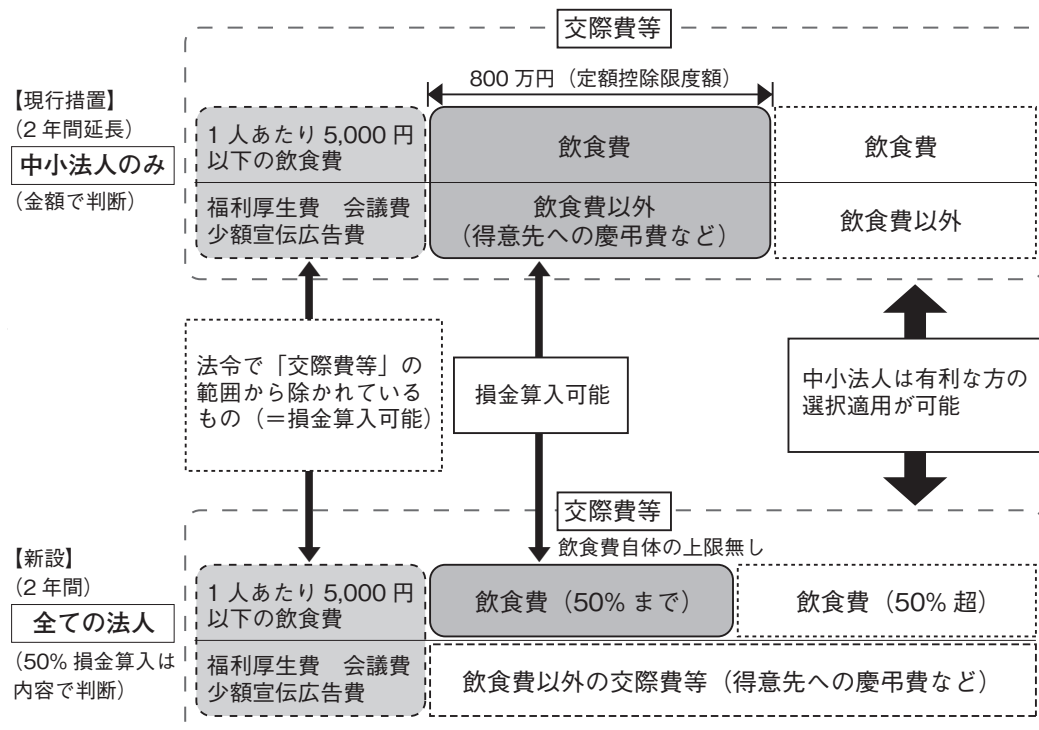 交際費等
800 万円（定額控除限度額）
【現行措置】
（2 年間延長）
中小法人のみ
（金額で判断）
1 人あたり 5,000 円
以下の飲食費
福利厚生費　会議費
少額宣伝広告費
飲食費
飲食費以外
（得意先への慶弔費など）
飲食費
飲食費以外
法令で「交際費等」の
範囲から除かれている
もの（＝損金算入可能）
損金算入可能
中小法人は有利な方の
選択適用が可能
交際費等
飲食費自体の上限無し
【新設】
（2 年間）
全ての法人
（50% 損金算入は
内容で判断）
1 人あたり 5,000 円
以下の飲食費
福利厚生費　会議費
少額宣伝広告費
飲食費（50% まで）
飲食費（50% 超）
飲食費以外の交際費等（得意先への慶弔費など）